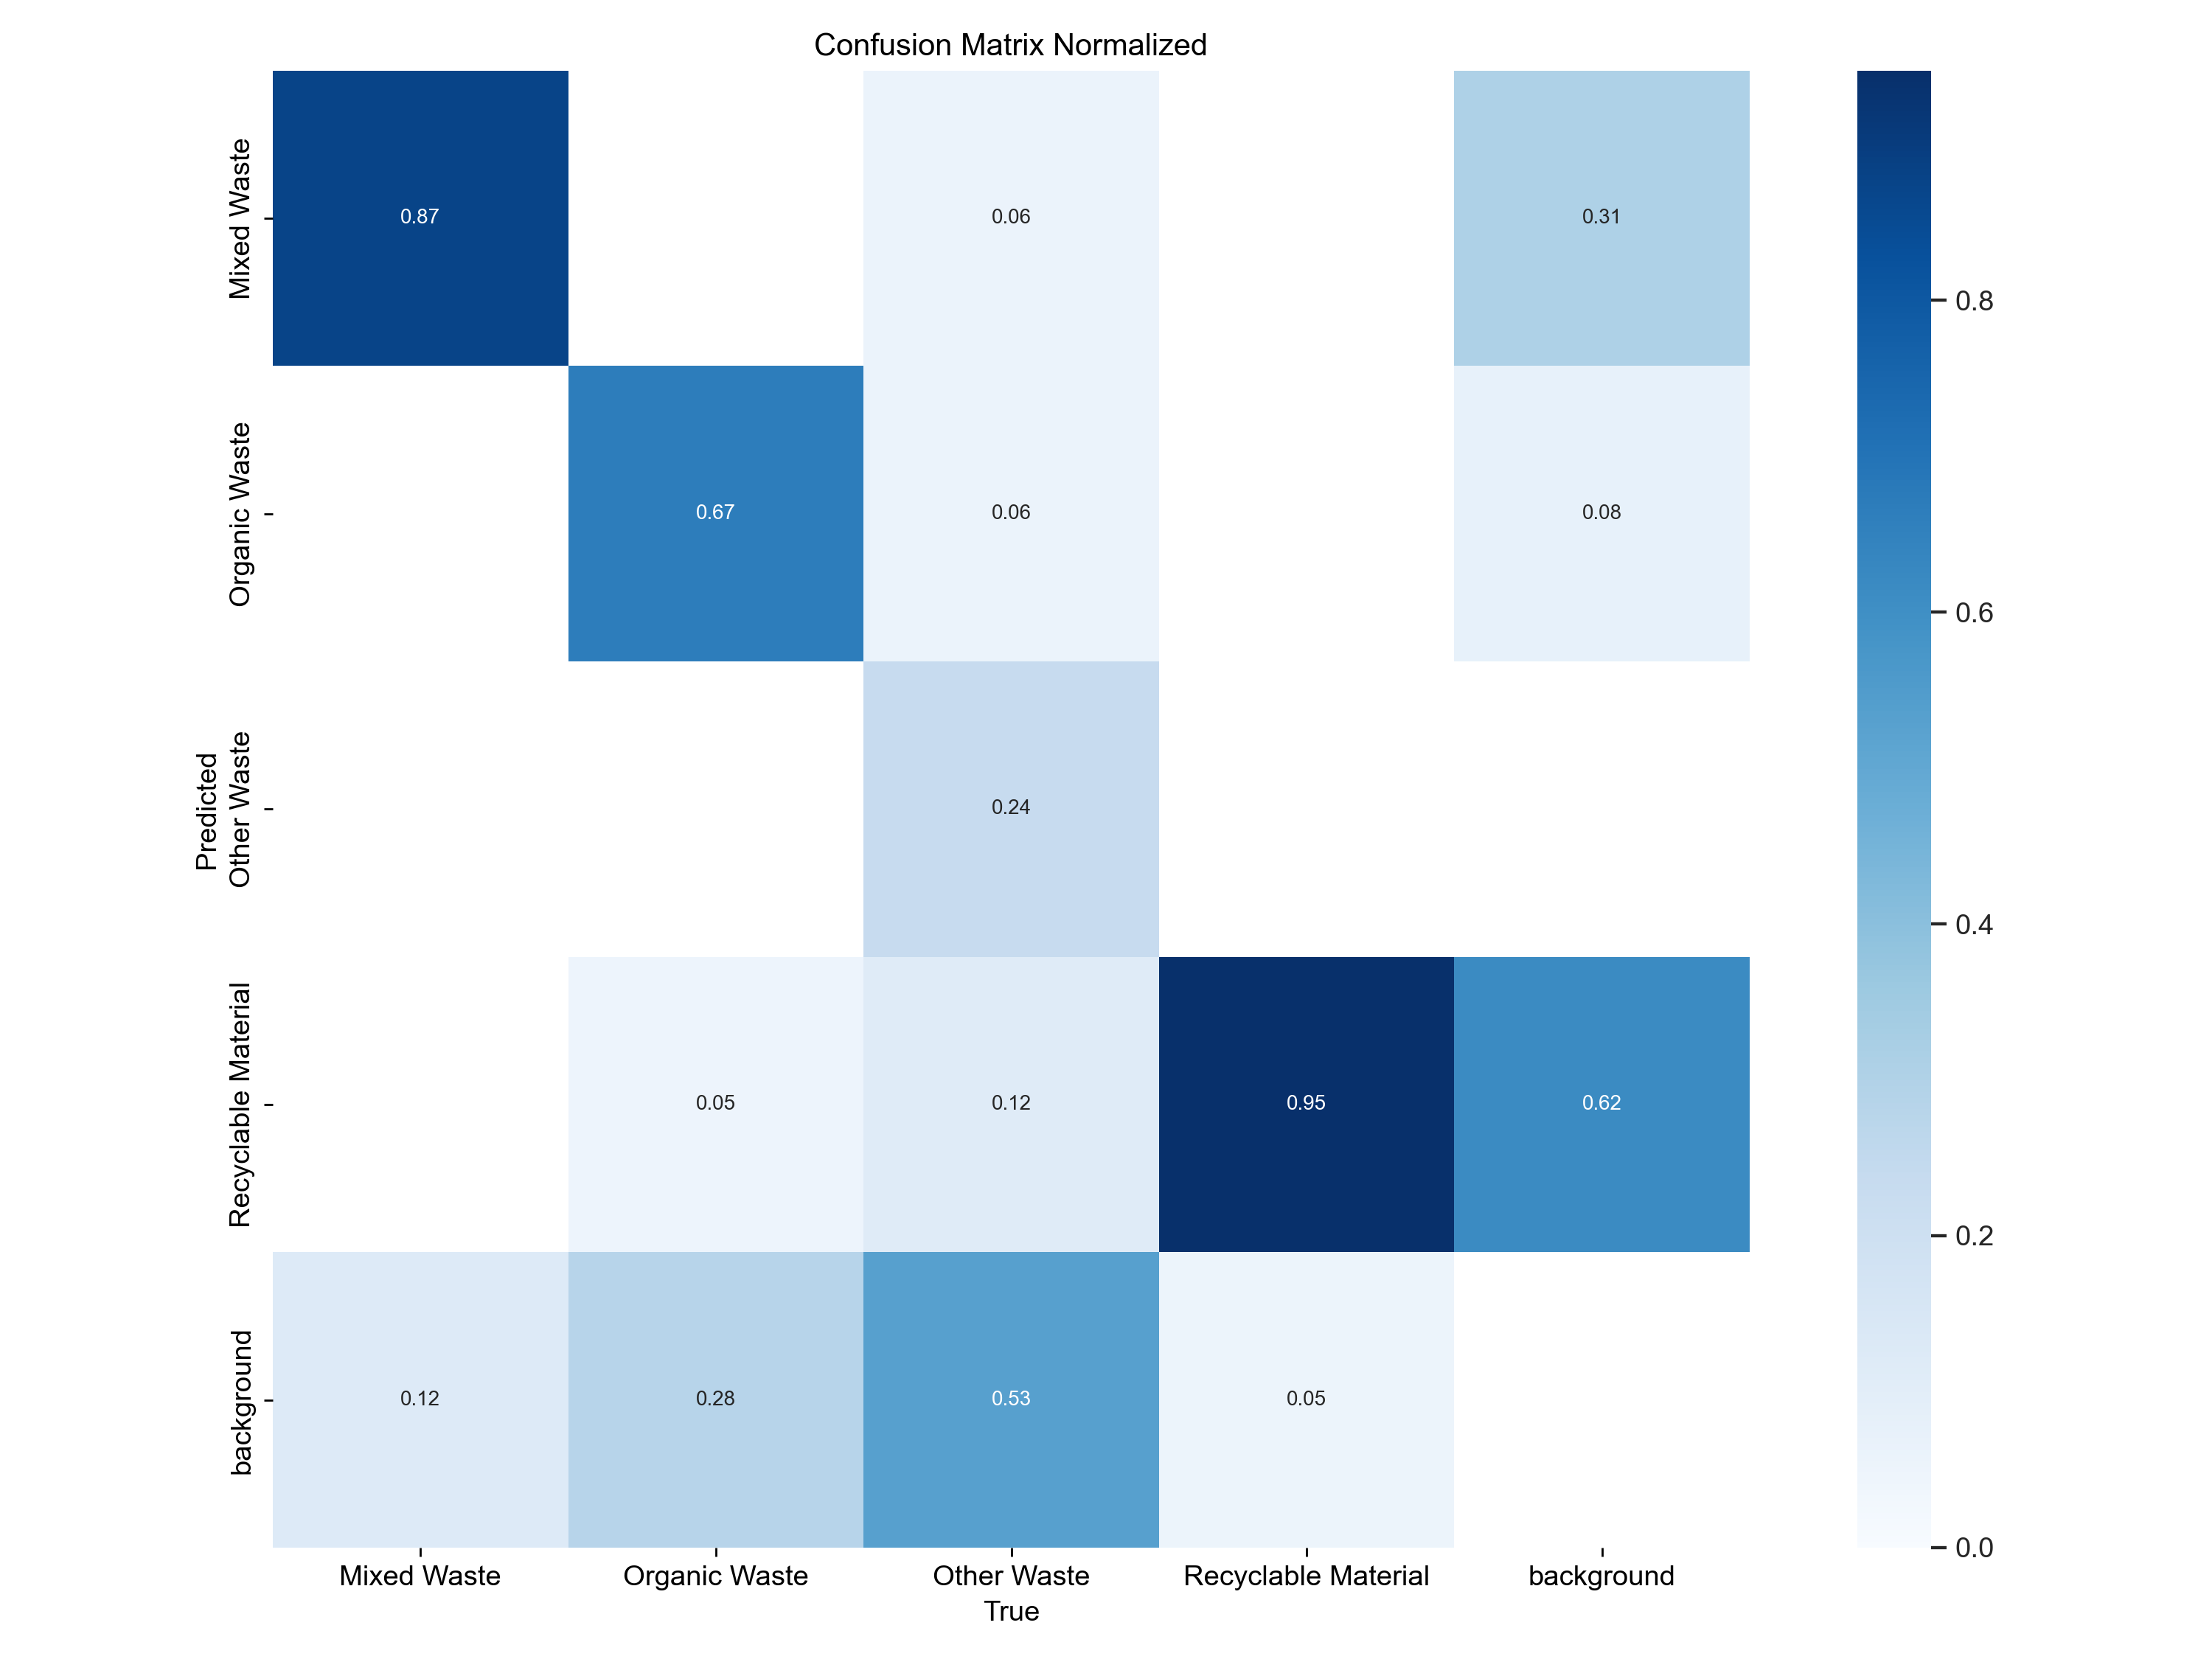 Confusion Matrix Normalized
Mixed Waste
0.87
0.06
0.31
0.8
Organic Waste
0.67
0.06
0.08
0.6
Predicted
Other Waste
0.24
0.4
Recyclable Material
0.05
0.12
0.95
0.62
0.2
background
0.12
0.28
0.53
0.05
0.0
Mixed Waste
Organic Waste
Other Waste
Recyclable Material
background
True